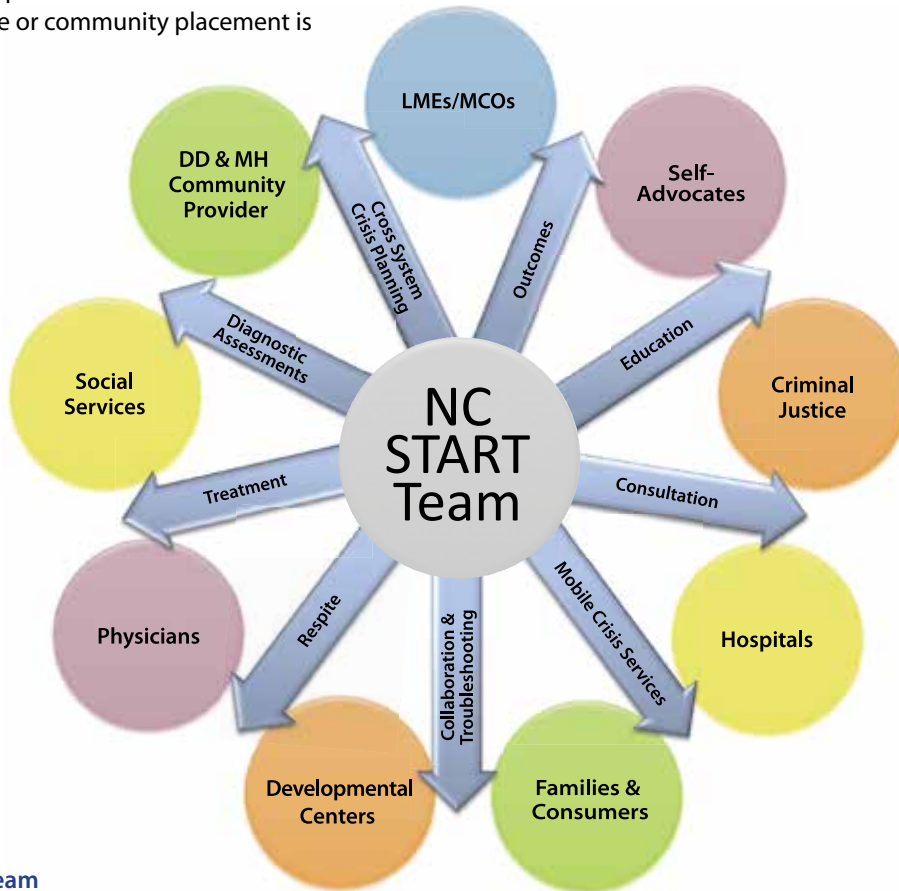 e or community placement is
LMEs/MCOs
DD & MH
Community
Provider
Self-
Advocates
Cross System
Crisis Planning
Outcomes
Diagnostic
Assessments
Education
Social
Services
NC
START
Team
Criminal
Justice
Treatment
Consultation
Respite
Collaboration &
Troubleshooting
Mobile Crisis Services
Physicians
Hospitals
Developmental
Centers
Families &
Consumers
eam